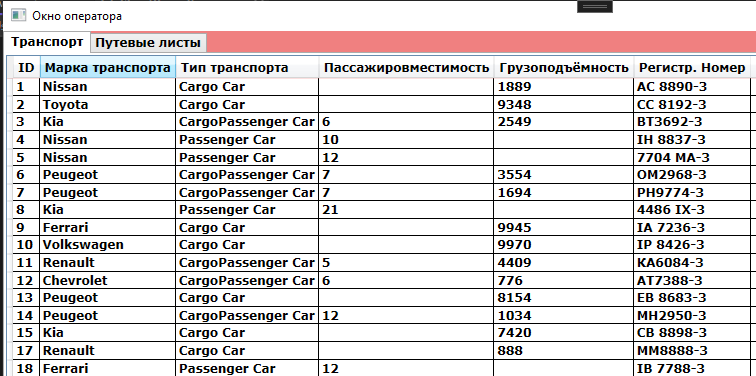 Окно оператора
Транспорт Путевые листы
ID Марка транспорта Тип транспорта Пассажировместимость Грузоподъёмность Регистр. Номер
1 Nissan Cargo Car 1889 AC 8890-3
2 Toyota Cargo Car 9348 CC 8192-3
3 Kia CargoPassenger Car 6 2549 BT3692-3
4 Nissan Passenger Car 10 IH 8837-3
5 Nissan Passenger Car 12 7704 MA-3
6 Peugeot CargoPassenger Car 7 3554 OM2968-3
7 Peugeot CargoPassenger Car 7 1694 PH9774-3
8 Kia Passenger Car 21 4486 IX-3
9 Ferrari Cargo Car 9945 IA 7236-3
10 Volkswagen Cargo Car 9970 IP 8426-3
11 Renault CargoPassenger Car 5 4409 KA6084-3
12 Chevrolet CargoPassenger Car 6 776 AT7388-3
13 Peugeot Cargo Car 8154 EB 8683-3
14 Peugeot CargoPassenger Car 12 1034 MH2950-3
15 Kia Cargo Car 7420 CB 8898-3
17 Renault Cargo Car 888 MM8888-3
18 Ferrari Passenger Car 12 IB 7788-3